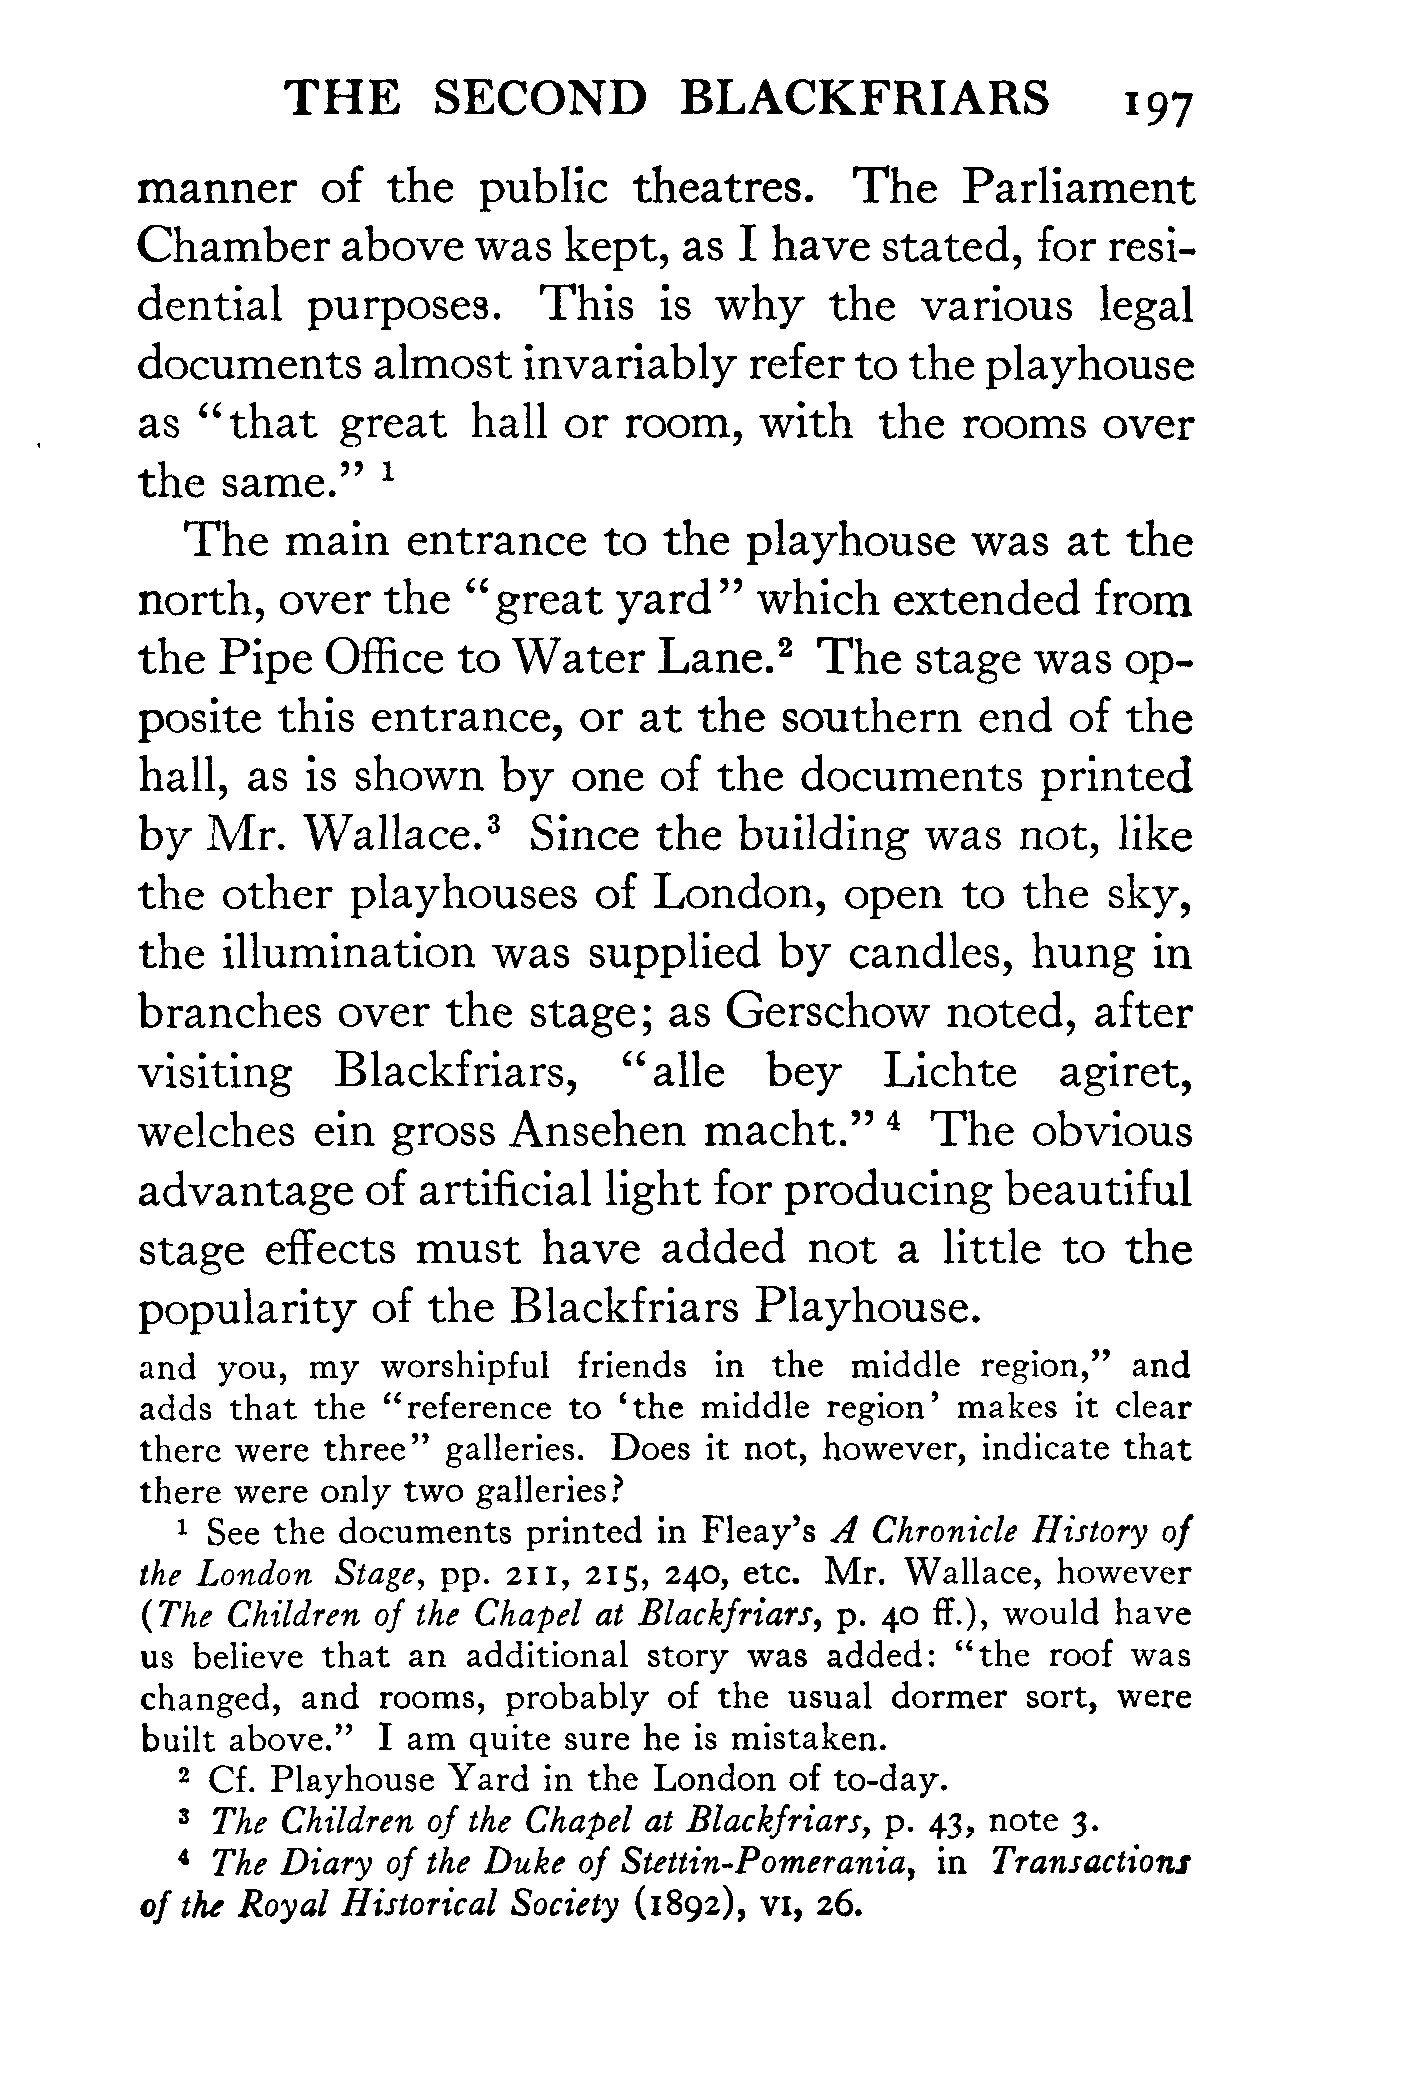 THE SECOND BLACKFRIARS 197
manner of the public theatres. The Parliament
Chamber above was kept, as I have stated, for resi-
dential purposes. This is why the various legal
documents almost invariably refer to the playhouse
as “that great hall or room, with the rooms over
the same.” ¹
The main entrance to the playhouse was at the
north, over the “great yard” which extended from
the Pipe Office to Water Lane.² The stage was op-
posite this entrance, or at the southern end of the
hall, as is shown by one of the documents printed
by Mr. Wallace.³ Since the building was not, like
the other playhouses of London, open to the sky,
the illumination was supplied by candles, hung in
branches over the stage; as Gerschow noted, after
visiting Blackfriars, “alle bey Lichte agiret,
welches ein gross Ansehen macht.” ⁴ The obvious
advantage of artificial light for producing beautiful
stage effects must have added not a little to the
popularity of the Blackfriars Playhouse.
and you, my worshipful friends in the middle region,” and
adds that the “reference to ‘the middle region’ makes it clear
there were three” galleries. Does it not, however, indicate that
there were only two galleries?
¹ See the documents printed in Fleay’s A Chronicle History of
the London Stage, pp. 211, 215, 240, etc. Mr. Wallace, however
(The Children of the Chapel at Blackfriars, p. 40 ff.), would have
us believe that an additional story was added: “the roof was
changed, and rooms, probably of the usual dormer sort, were
built above.” I am quite sure he is mistaken.
² Cf. Playhouse Yard in the London of to-day.
³ The Children of the Chapel at Blackfriars, p. 43, note 3.
⁴ The Diary of the Duke of Stettin-Pomerania, in Transactions
of the Royal Historical Society (1892), VI, 26.